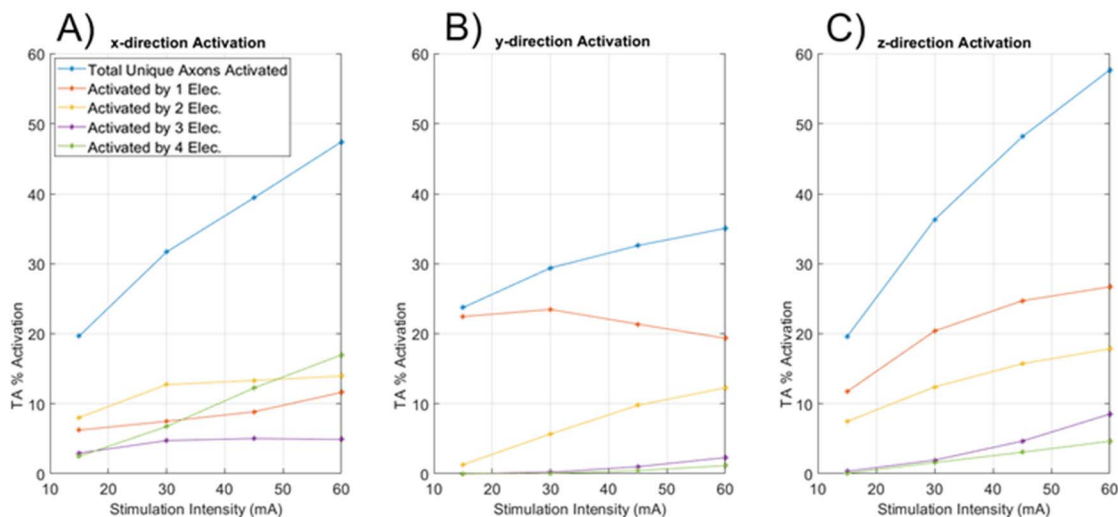 A)
x-direction Activation
60
Total Unique Axons Activated
Activated by 1 Elec.
Activated by 2 Elec.
Activated by 3 Elec.
Activated by 4 Elec.
50
40
30
20
10
0
TA % Activation
10 20 30 40 50 60
Stimulation Intensity (mA)
B)
y-direction Activation
60
50
40
30
20
10
0
TA % Activation
10 20 30 40 50 60
Stimulation Intensity (mA)
C)
z-direction Activation
60
50
40
30
20
10
0
TA % Activation
10 20 30 40 50 60
Stimulation Intensity (mA)